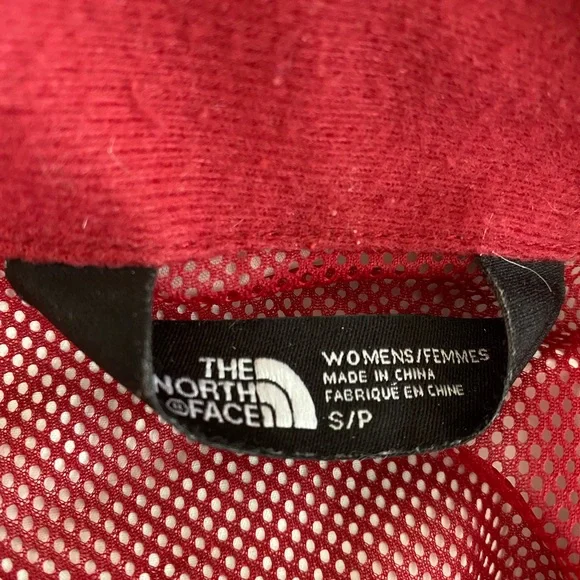 THE
NORTH
FACE
WOMENS/FEMMES
MADE IN CHINA
FABRIQUÉ EN CHINE
S/P